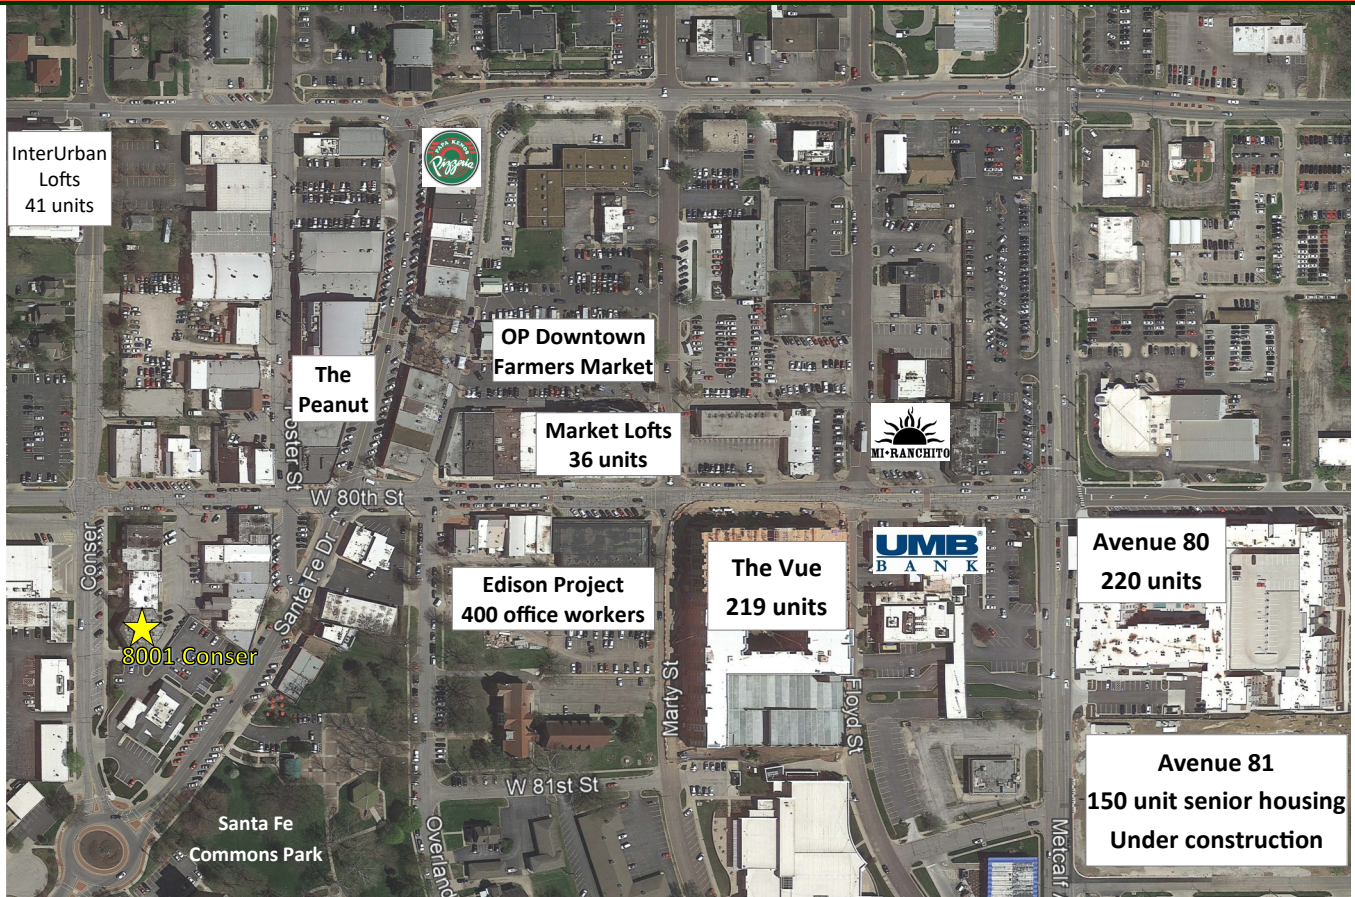 InterUrban
Lofts
41 units
PAPA KENO'S
Pizzeria
OP Downtown
Farmers Market
The
Peanut
Market Lofts
36 units
MI•RANCHITO
Foster St
W 80th St
Conser
Santa Fe Dr
Edison Project
400 office workers
The Vue
219 units
UMB®
BANK
Avenue 80
220 units
8001 Conser
Marty St
Floyd St
W 81st St
Avenue 81
150 unit senior housing
Under construction
Santa Fe
Commons Park
Overland
Metcalf A